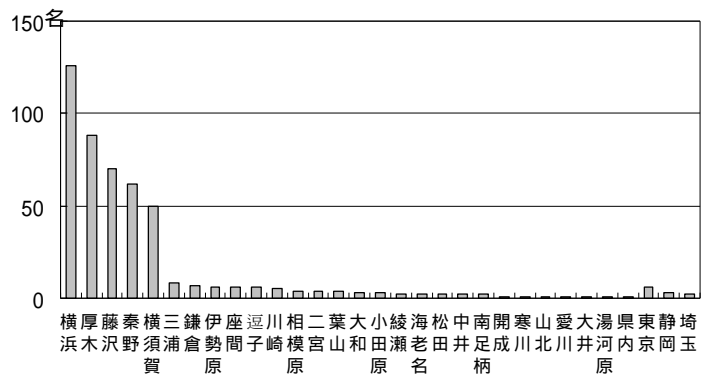 150名
100
50
0
横浜
厚木
藤沢
秦野
横須賀
三浦
鎌倉
伊勢原
座間
逗子
川崎
相模原
二宮
葉山
大和
小田原
綾瀬
海老名
松田
中井
南足柄
開成
寒川
山北
愛川
大井
湯河原
県内
東京
静岡
埼玉